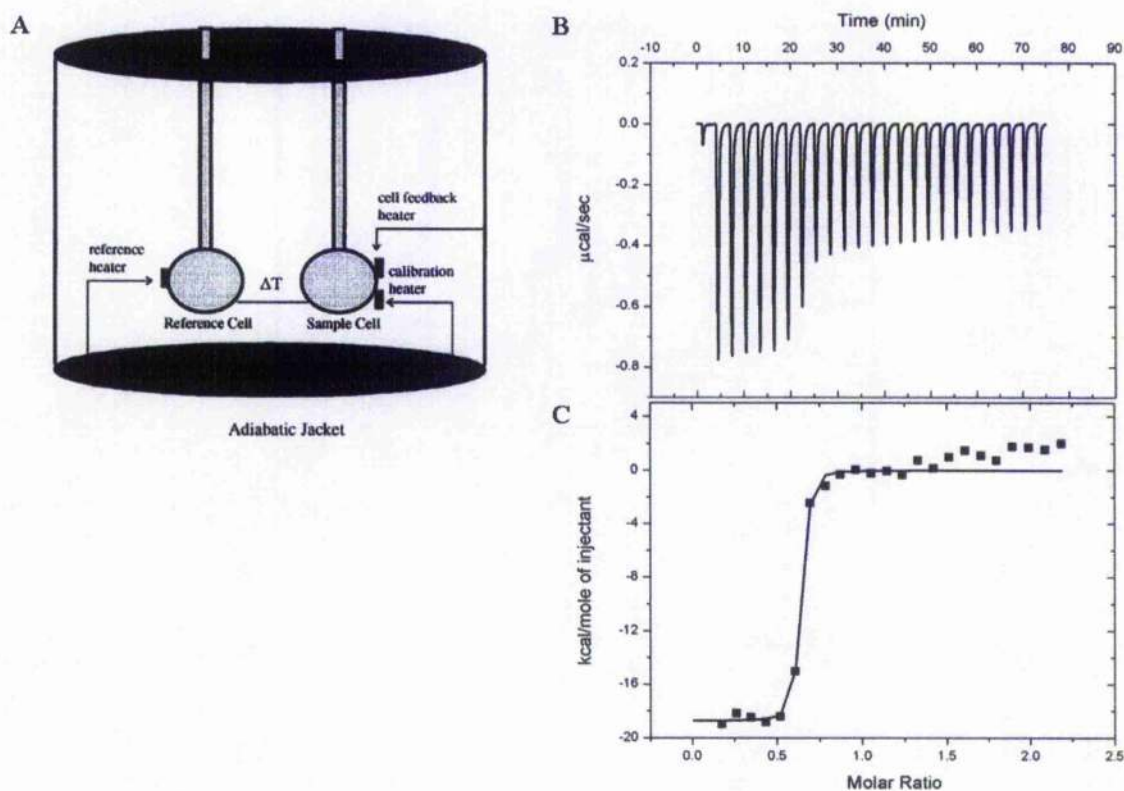 A
cell feedback
heater
reference
heater
ΔT
calibration
heater
Reference Cell
Sample Cell
Adiabatic Jacket
B
Time (min)
-10 0 10 20 30 40 50 60 70 80 90
0.2
0.0
-0.2
-0.4
-0.6
-0.8
µcal/sec
C
4
0
-4
-8
-12
-16
-20
kcal/mole of injectant
0.0 0.5 1.0 1.5 2.0 2.5
Molar Ratio